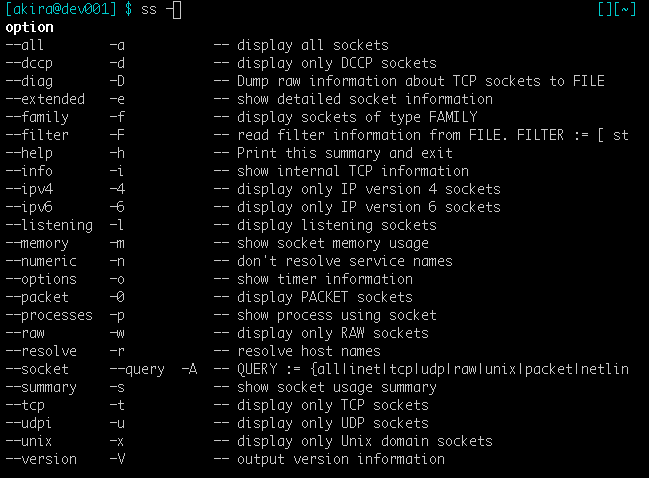 [akira@dev001] $ ss - [][~]
option
--all -a -- display all sockets
--dccp -d -- display only DCCP sockets
--diag -D -- Dump raw information about TCP sockets to FILE
--extended -e -- show detailed socket information
--family -f -- display sockets of type FAMILY
--filter -F -- read filter information from FILE. FILTER := [ st
--help -h -- Print this summary and exit
--info -i -- show internal TCP information
--ipv4 -4 -- display only IP version 4 sockets
--ipv6 -6 -- display only IP version 6 sockets
--listening -l -- display listening sockets
--memory -m -- show socket memory usage
--numeric -n -- don't resolve service names
--options -o -- show timer information
--packet -0 -- display PACKET sockets
--processes -p -- show process using socket
--raw -w -- display only RAW sockets
--resolve -r -- resolve host names
--socket --query -A -- QUERY := {all|inet|tcp|udp|raw|unix|packet|netlin
--summary -s -- show socket usage summary
--tcp -t -- display only TCP sockets
--udpi -u -- display only UDP sockets
--unix -x -- display only Unix domain sockets
--version -V -- output version information